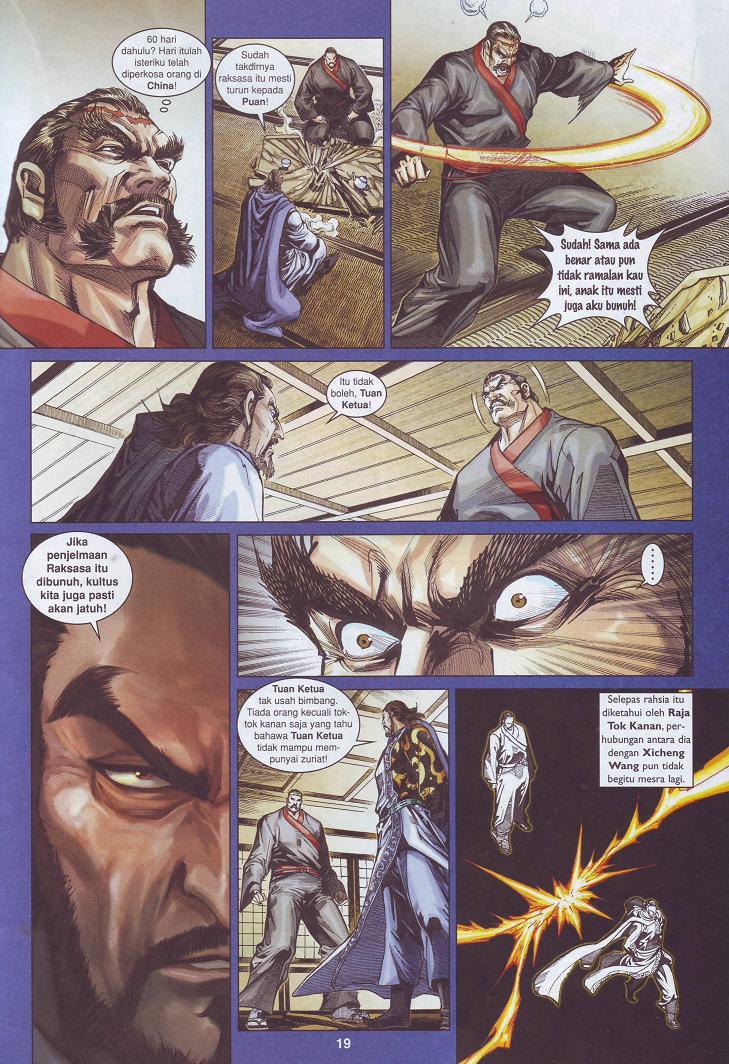 60 hari
dahulu? Hari itulah
isteriku telah
diperkosa orang di
China!
Sudah
takdirnya
raksasa itu mesti
turun kepada
Puan!
Sudah! Sama ada
benar atau pun
tidak ramalan kau
ini, anak itu mesti
juga aku bunuh!
Itu tidak
boleh, Tuan
Ketua!
Jika
penjelmaan
Raksasa itu
dibunuh, kultus
kita juga pasti
akan jatuh!
......
Tuan Ketua
tak usah bimbang.
Tiada orang kecuali tok-
tok kanan saja yang tahu
bahawa Tuan Ketua
tidak mampu mem-
punyai zuriat!
Selepas rahsia itu
diketahui oleh Raja
Tok Kanan, per-
hubungan antara dia
dengan Xicheng
Wang pun tidak
begitu mesra lagi.
19